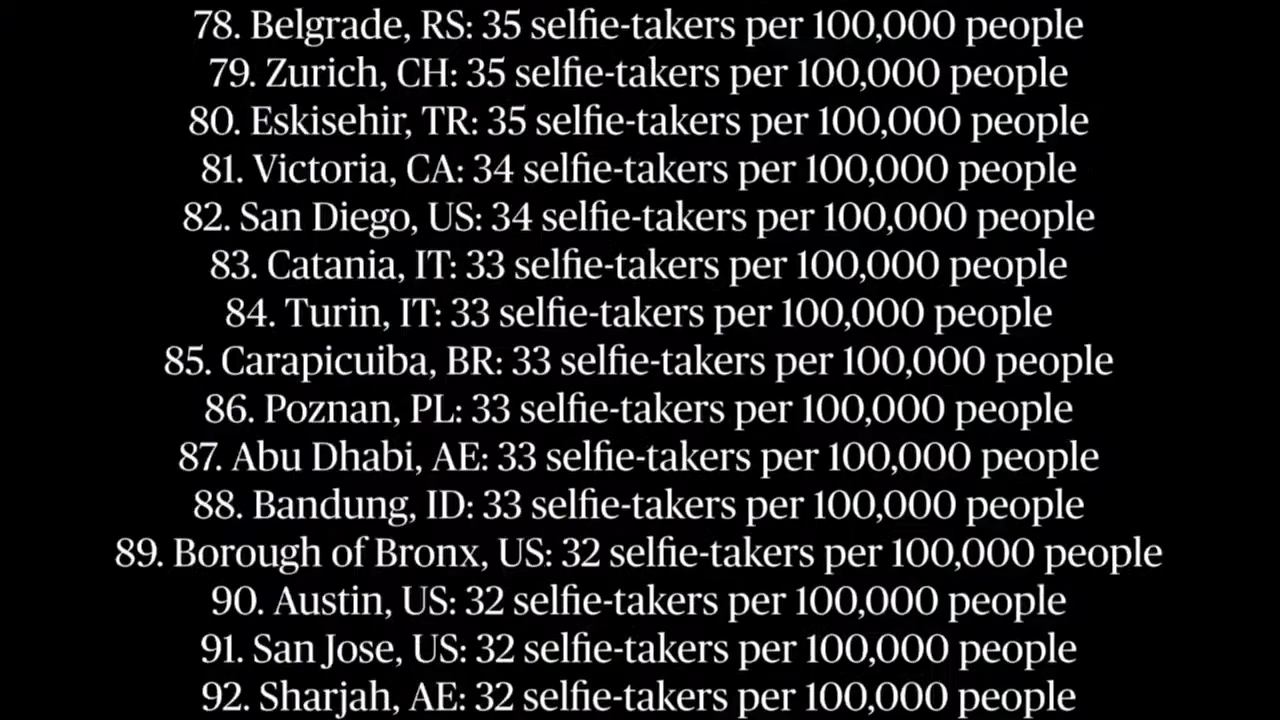 78. Belgrade, RS: 35 selfie-takers per 100,000 people
79. Zurich, CH: 35 selfie-takers per 100,000 people
80. Eskisehir, TR: 35 selfie-takers per 100,000 people
81. Victoria, CA: 34 selfie-takers per 100,000 people
82. San Diego, US: 34 selfie-takers per 100,000 people
83. Catania, IT: 33 selfie-takers per 100,000 people
84. Turin, IT: 33 selfie-takers per 100,000 people
85. Carapicuiba, BR: 33 selfie-takers per 100,000 people
86. Poznan, PL: 33 selfie-takers per 100,000 people
87. Abu Dhabi, AE: 33 selfie-takers per 100,000 people
88. Bandung, ID: 33 selfie-takers per 100,000 people
89. Borough of Bronx, US: 32 selfie-takers per 100,000 people
90. Austin, US: 32 selfie-takers per 100,000 people
91. San Jose, US: 32 selfie-takers per 100,000 people
92. Sharjah, AE: 32 selfie-takers per 100,000 people